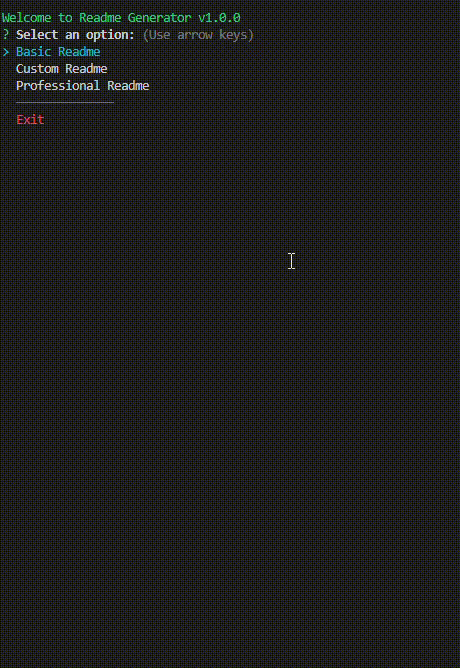 Welcome to Readme Generator v1.0.0
? Select an option: (Use arrow keys)
> Basic Readme
Custom Readme
Professional Readme
──────────────
Exit